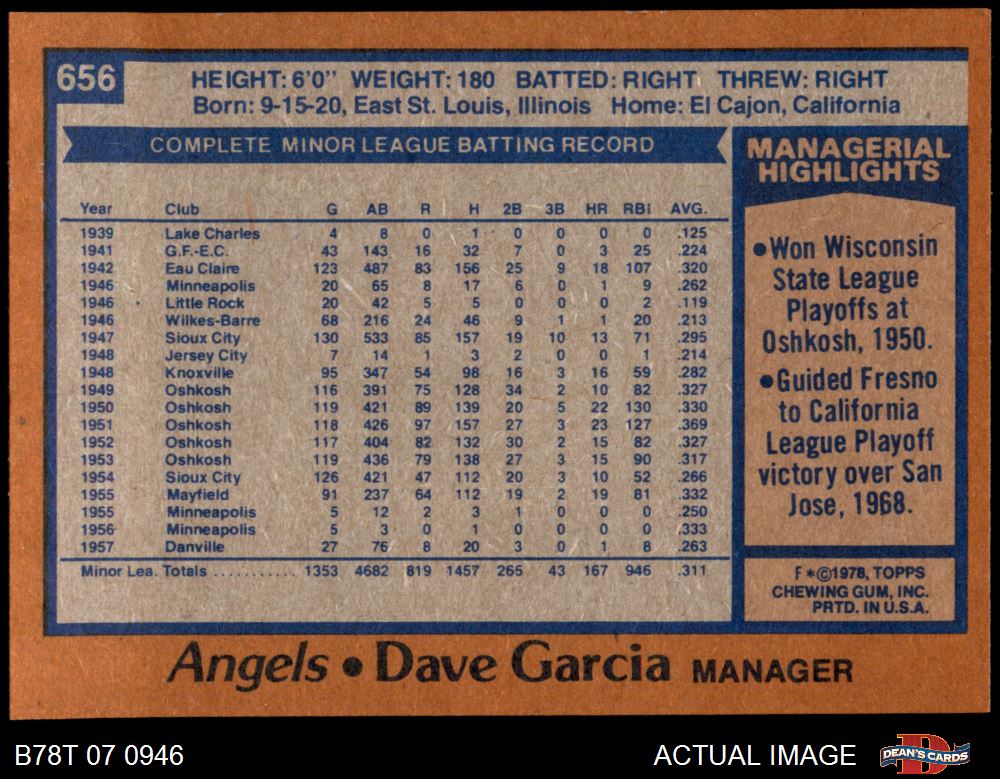 656
HEIGHT: 6'0" WEIGHT: 180 BATTED: RIGHT THREW: RIGHT
Born: 9-15-20, East St. Louis, Illinois Home: El Cajon, California
COMPLETE MINOR LEAGUE BATTING RECORD
Year Club G AB R H 2B 3B HR RBI AVG.
1939 Lake Charles 4 8 0 1 0 0 0 0 .125
1941 G.F.-E.C. 43 143 16 32 7 0 3 25 .224
1942 Eau Claire 123 487 83 156 25 9 18 107 .320
1946 Minneapolis 20 65 8 17 6 0 1 9 .262
1946 Little Rock 20 42 5 5 0 0 0 2 .119
1946 Wilkes-Barre 68 216 24 46 9 1 1 20 .213
1947 Sioux City 130 533 85 157 19 10 13 71 .295
1948 Jersey City 7 14 1 3 2 0 0 1 .214
1948 Knoxville 95 347 54 98 16 3 16 59 .282
1949 Oshkosh 116 391 75 128 34 2 10 82 .327
1950 Oshkosh 119 421 89 139 20 5 22 130 .330
1951 Oshkosh 118 426 97 157 27 3 23 127 .369
1952 Oshkosh 117 404 82 132 30 2 15 82 .327
1953 Oshkosh 119 436 79 138 27 3 15 90 .317
1954 Sioux City 126 421 47 112 20 3 10 52 .266
1955 Mayfield 91 237 64 112 19 2 19 81 .332
1955 Minneapolis 5 12 2 3 1 0 0 0 .250
1956 Minneapolis 5 3 0 1 0 0 0 0 .333
1957 Danville 27 76 8 20 3 0 1 8 .263
Minor Lea. Totals ........... 1353 4682 819 1457 265 43 167 946 .311
MANAGERIAL
HIGHLIGHTS
•Won Wisconsin
State League
Playoffs at
Oshkosh, 1950.
•Guided Fresno
to California
League Playoff
victory over San
Jose, 1968.
F*©1978, TOPPS
CHEWING GUM, INC.
PRTD. IN U.S.A.
Angels • Dave Garcia MANAGER
B78T 07 0946
ACTUAL IMAGE
DEAN'S CARDS